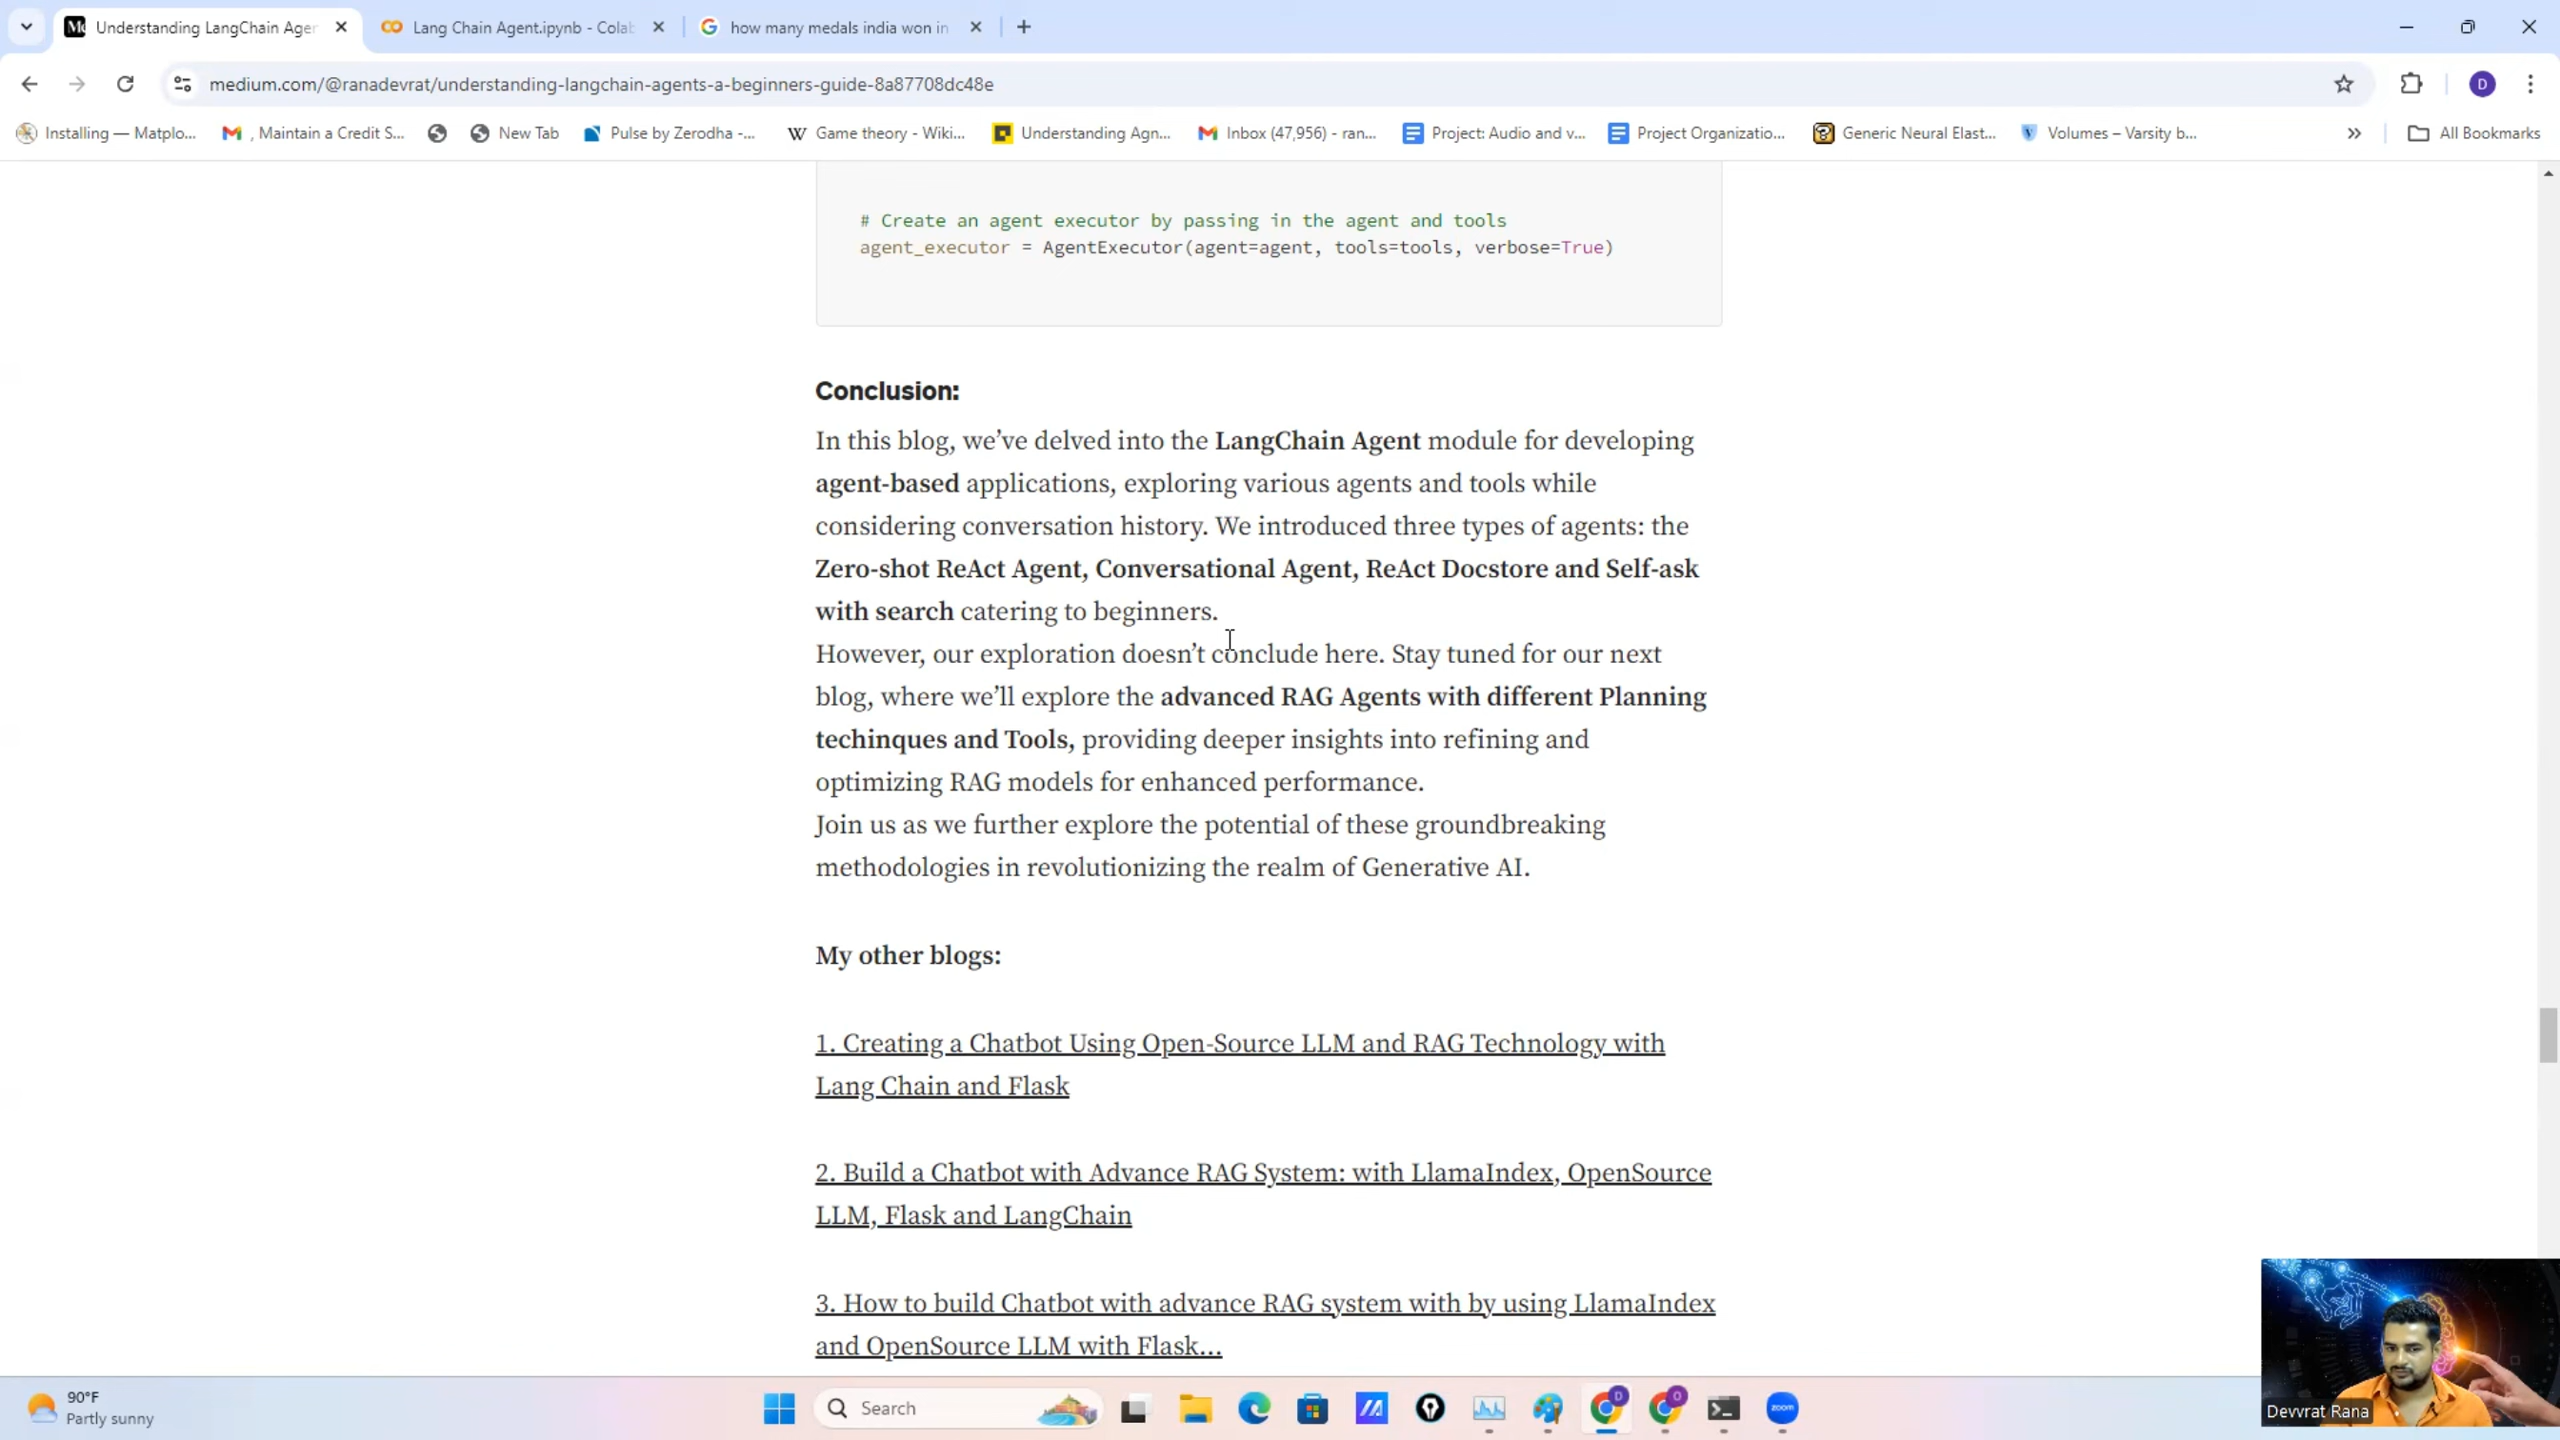 Understanding LangChain Ager
Lang Chain Agent.ipynb - Colab
how many medals india won in
medium.com/@ranadevrat/understanding-langchain-agents-a-beginners-guide-8a87708dc48e
D
Installing — Matplo...
, Maintain a Credit S...
New Tab
Pulse by Zerodha -...
Game theory - Wiki...
Understanding Agn...
Inbox (47,956) - ran...
Project: Audio and v...
Project Organizatio...
Generic Neural Elast...
Volumes – Varsity b...
All Bookmarks
# Create an agent executor by passing in the agent and tools
agent_executor = AgentExecutor(agent=agent, tools=tools, verbose=True)
Conclusion:
In this blog, we’ve delved into the LangChain Agent module for developing
agent-based applications, exploring various agents and tools while
considering conversation history. We introduced three types of agents: the
Zero-shot ReAct Agent, Conversational Agent, ReAct Docstore and Self-ask
with search catering to beginners.
However, our exploration doesn’t conclude here. Stay tuned for our next
blog, where we’ll explore the advanced RAG Agents with different Planning
techinques and Tools, providing deeper insights into refining and
optimizing RAG models for enhanced performance.
Join us as we further explore the potential of these groundbreaking
methodologies in revolutionizing the realm of Generative AI.
My other blogs:
1. Creating a Chatbot Using Open-Source LLM and RAG Technology with
Lang Chain and Flask
2. Build a Chatbot with Advance RAG System: with LlamaIndex, OpenSource
LLM, Flask and LangChain
3. How to build Chatbot with advance RAG system with by using LlamaIndex
and OpenSource LLM with Flask...
Devvrat Rana
90°F
Partly sunny
Search
zoom